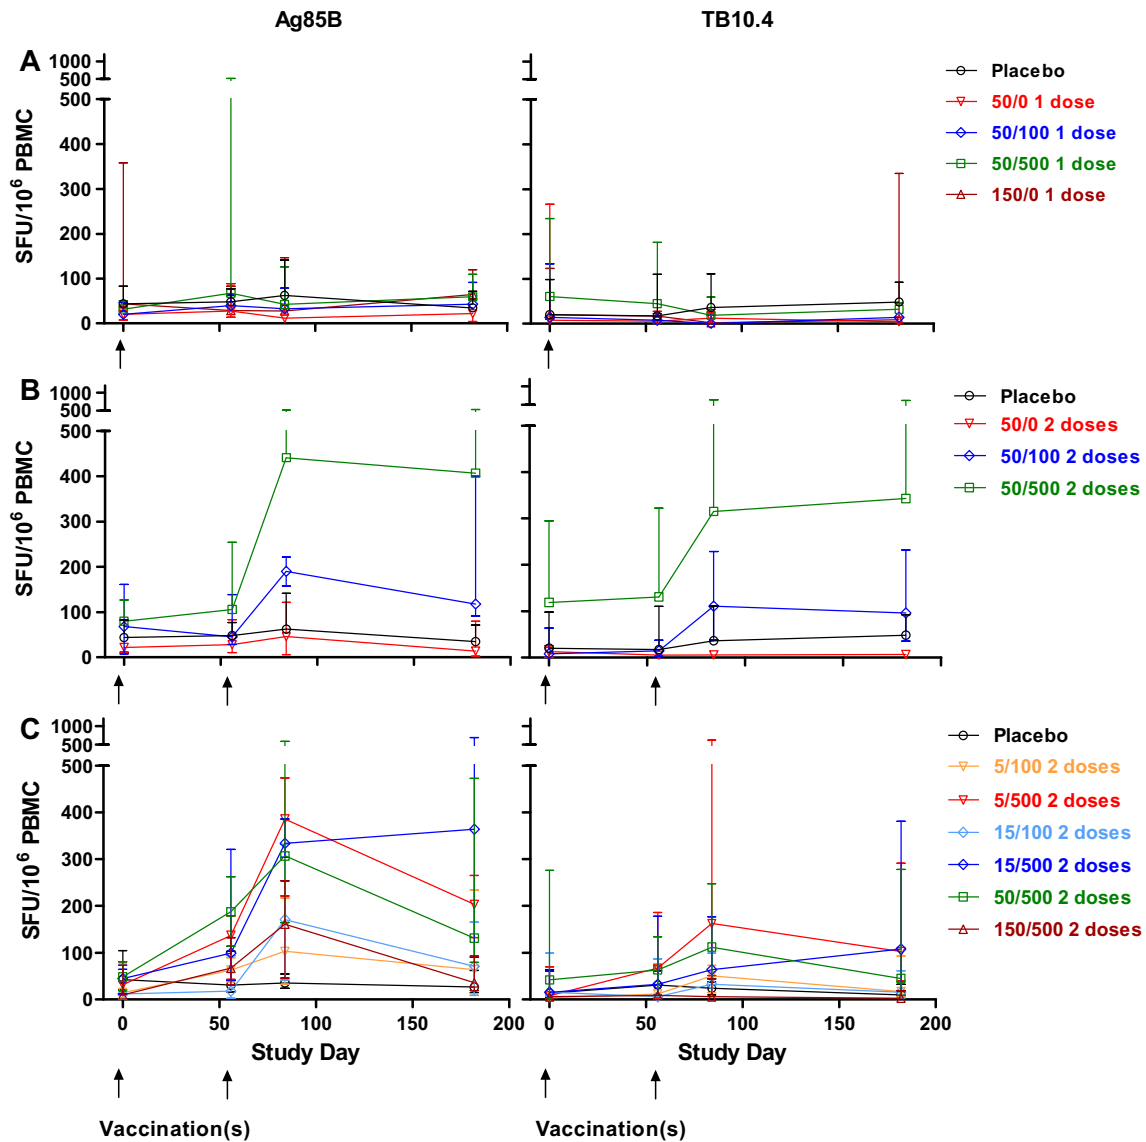 Ag85B
TB10.4
A
1000
500
500
400
300
200
100
0
SFU/10⁶ PBMC
Placebo
50/0 1 dose
50/100 1 dose
50/500 1 dose
150/0 1 dose
B
1000
500
500
400
300
200
100
0
SFU/10⁶ PBMC
Placebo
50/0 2 doses
50/100 2 doses
50/500 2 doses
C
1000
500
500
400
300
200
100
0
SFU/10⁶ PBMC
Placebo
5/100 2 doses
5/500 2 doses
15/100 2 doses
15/500 2 doses
50/500 2 doses
150/500 2 doses
0 50 100 150 200
0 50 100 150 200
Study Day
Study Day
Vaccination(s)
Vaccination(s)